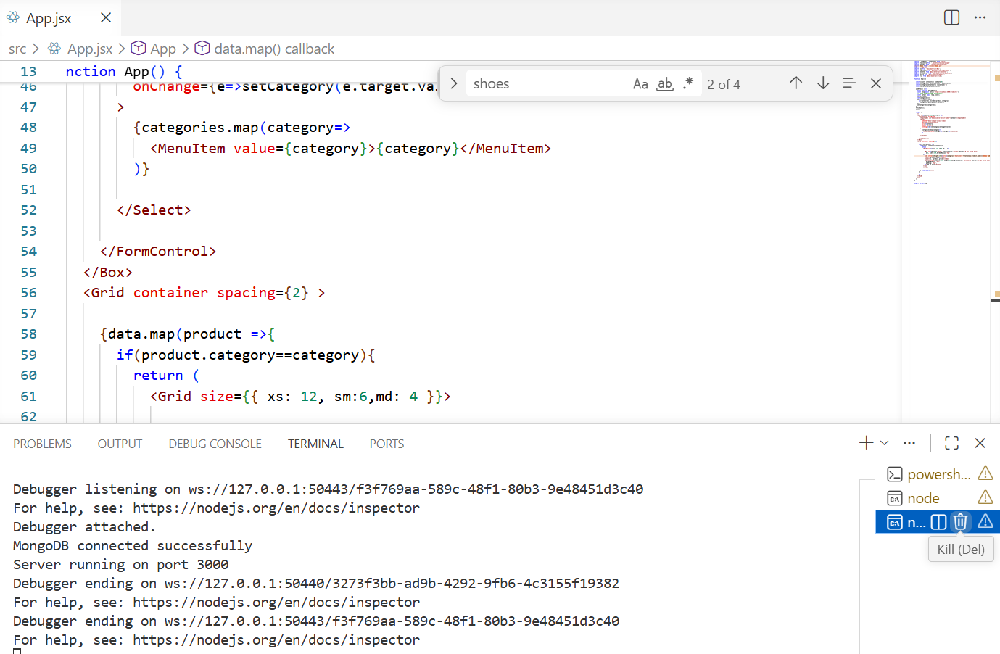 App.jsx
src > App.jsx > App > data.map() callback
13 nction App() {
shoes Aa ab .* 2 of 4
46 onChange={e=>setCategory(e.target.va
47 >
48 {categories.map(category=>
49 <MenuItem value={category}>{category}</MenuItem>
50 )}
51
52 </Select>
53
54 </FormControl>
55 </Box>
56 <Grid container spacing={2} >
57
58 {data.map(product =>{
59 if(product.category==category){
60 return (
61 <Grid size={{ xs: 12, sm:6,md: 4 }}>
62
PROBLEMS OUTPUT DEBUG CONSOLE TERMINAL PORTS
Debugger listening on ws://127.0.0.1:50443/f3f769aa-589c-48f1-80b3-9e48451d3c40
For help, see: https://nodejs.org/en/docs/inspector
Debugger attached.
MongoDB connected successfully
Server running on port 3000
Debugger ending on ws://127.0.0.1:50440/3273f3bb-ad9b-4292-9fb6-4c3155f19382
For help, see: https://nodejs.org/en/docs/inspector
Debugger ending on ws://127.0.0.1:50443/f3f769aa-589c-48f1-80b3-9e48451d3c40
For help, see: https://nodejs.org/en/docs/inspector
powersh...
node
n...
Kill (Del)